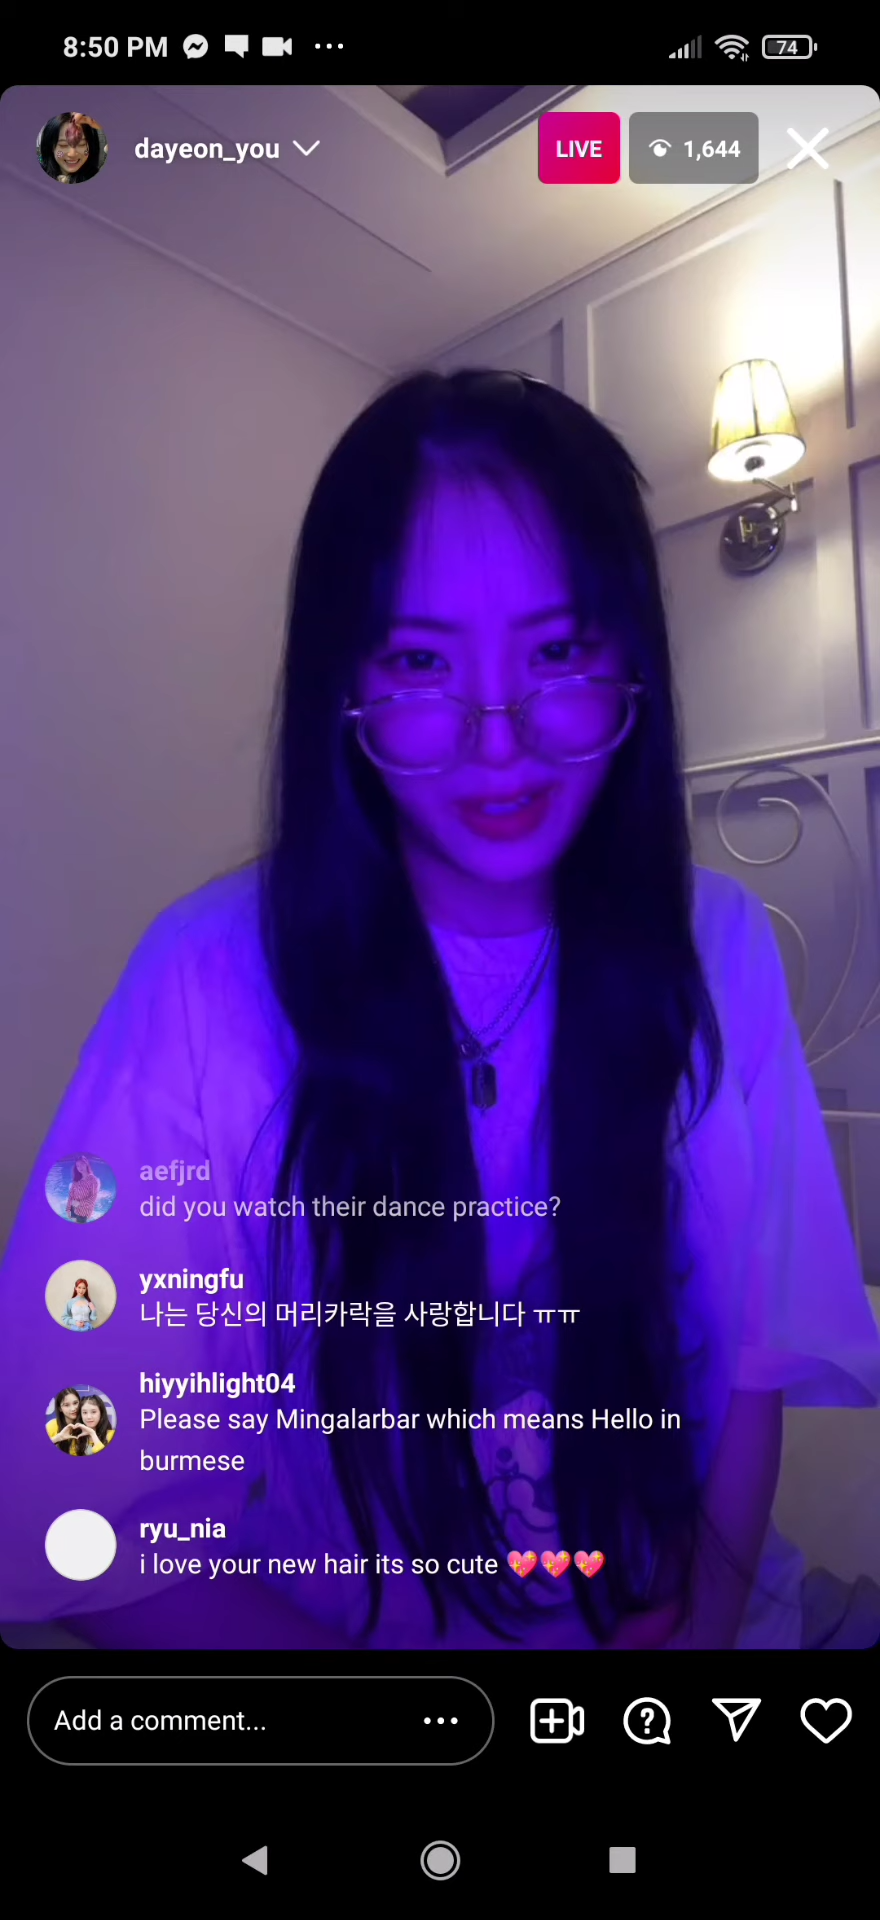 8:50 PM
74
dayeon_you
LIVE
1,644
aefjrd
did you watch their dance practice?
yxningfu
나는 당신의 머리카락을 사랑합니다 ㅠㅠ
hiyyihlight04
Please say Mingalarbar which means Hello in
burmese
ryu_nia
i love your new hair its so cute 💖💖💖
Add a comment...